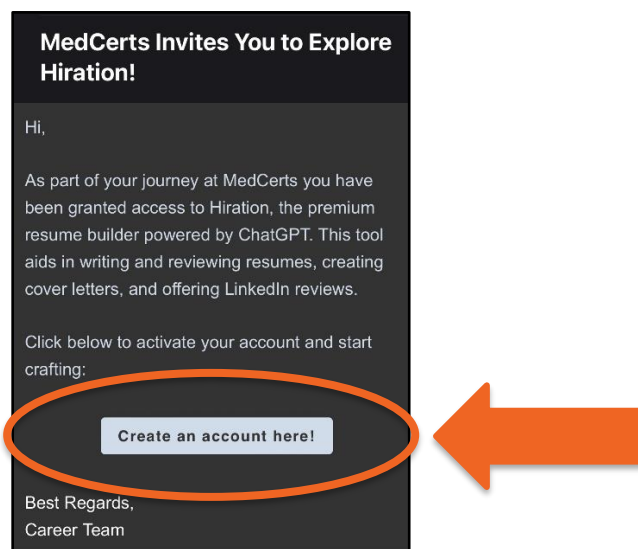 MedCerts Invites You to Explore
Hiration!
Hi,
As part of your journey at MedCerts you have
been granted access to Hiration, the premium
resume builder powered by ChatGPT. This tool
aids in writing and reviewing resumes, creating
cover letters, and offering LinkedIn reviews.
Click below to activate your account and start
crafting:
Create an account here!
Best Regards,
Career Team